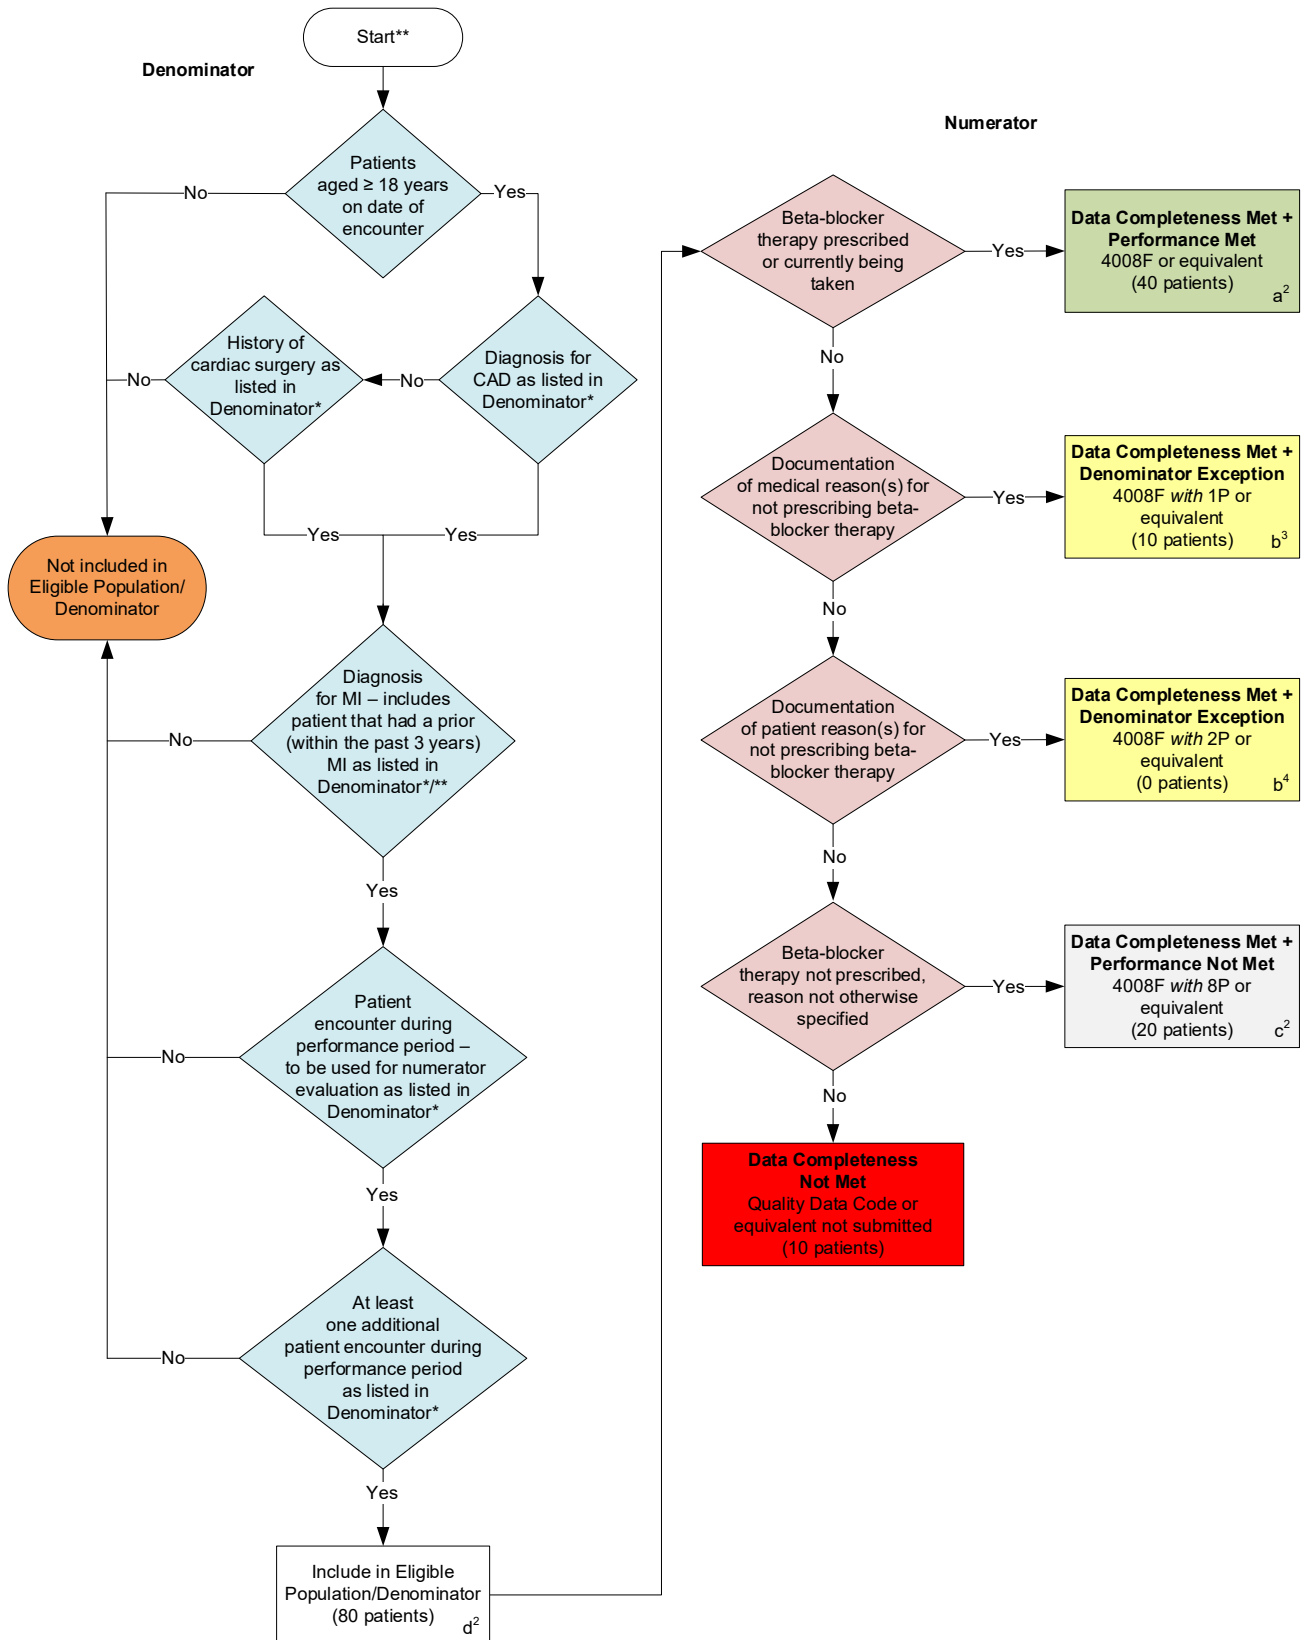 Start**
Denominator
Patients
aged ≥ 18 years
on date of
encounter
No
Yes
History of
cardiac surgery as
listed in
Denominator*
No
Diagnosis for
CAD as listed in
Denominator*
No
Yes
Yes
Not included in
Eligible Population/
Denominator
Diagnosis
for MI – includes
patient that had a prior
(within the past 3 years)
MI as listed in
Denominator*/**
No
Yes
Patient
encounter during
performance period –
to be used for numerator
evaluation as listed in
Denominator*
No
Yes
At least
one additional
patient encounter during
performance period
as listed in
Denominator*
No
Yes
Include in Eligible
Population/Denominator
(80 patients)
d²
Numerator
Beta-blocker
therapy prescribed
or currently being
taken
Yes
Data Completeness Met +
Performance Met
4008F or equivalent
(40 patients)
a²
No
Documentation
of medical reason(s) for
not prescribing beta-
blocker therapy
Yes
Data Completeness Met +
Denominator Exception
4008F with 1P or
equivalent
(10 patients)
b³
No
Documentation
of patient reason(s) for
not prescribing beta-
blocker therapy
Yes
Data Completeness Met +
Denominator Exception
4008F with 2P or
equivalent
(0 patients)
b⁴
No
Beta-blocker
therapy not prescribed,
reason not otherwise
specified
Yes
Data Completeness Met +
Performance Not Met
4008F with 8P or
equivalent
(20 patients)
c²
No
Data Completeness
Not Met
Quality Data Code or
equivalent not submitted
(10 patients)